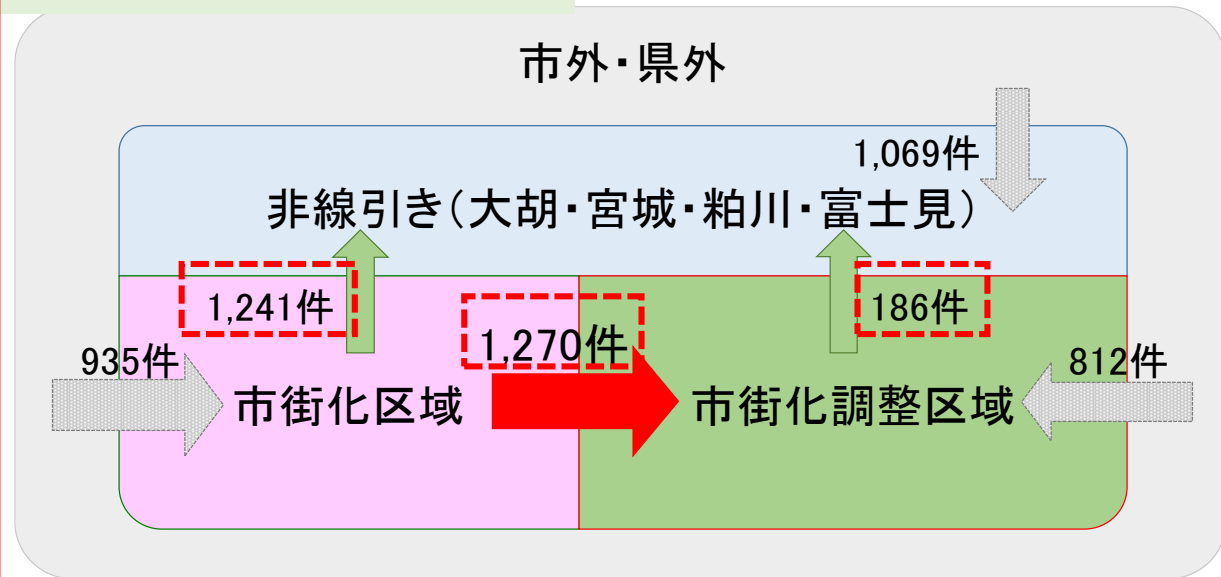 市外・県外
1,069件
非線引き(大胡・宮城・粕川・富士見)
1,241件
186件
1,270件
935件
812件
市街化区域
市街化調整区域